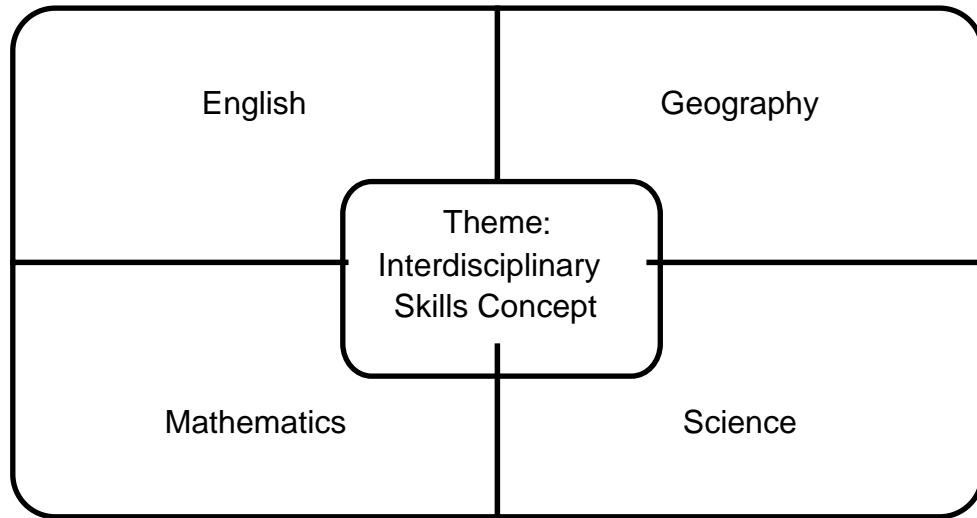 English
Geography
Theme:
Interdisciplinary
Skills Concept
Mathematics
Science